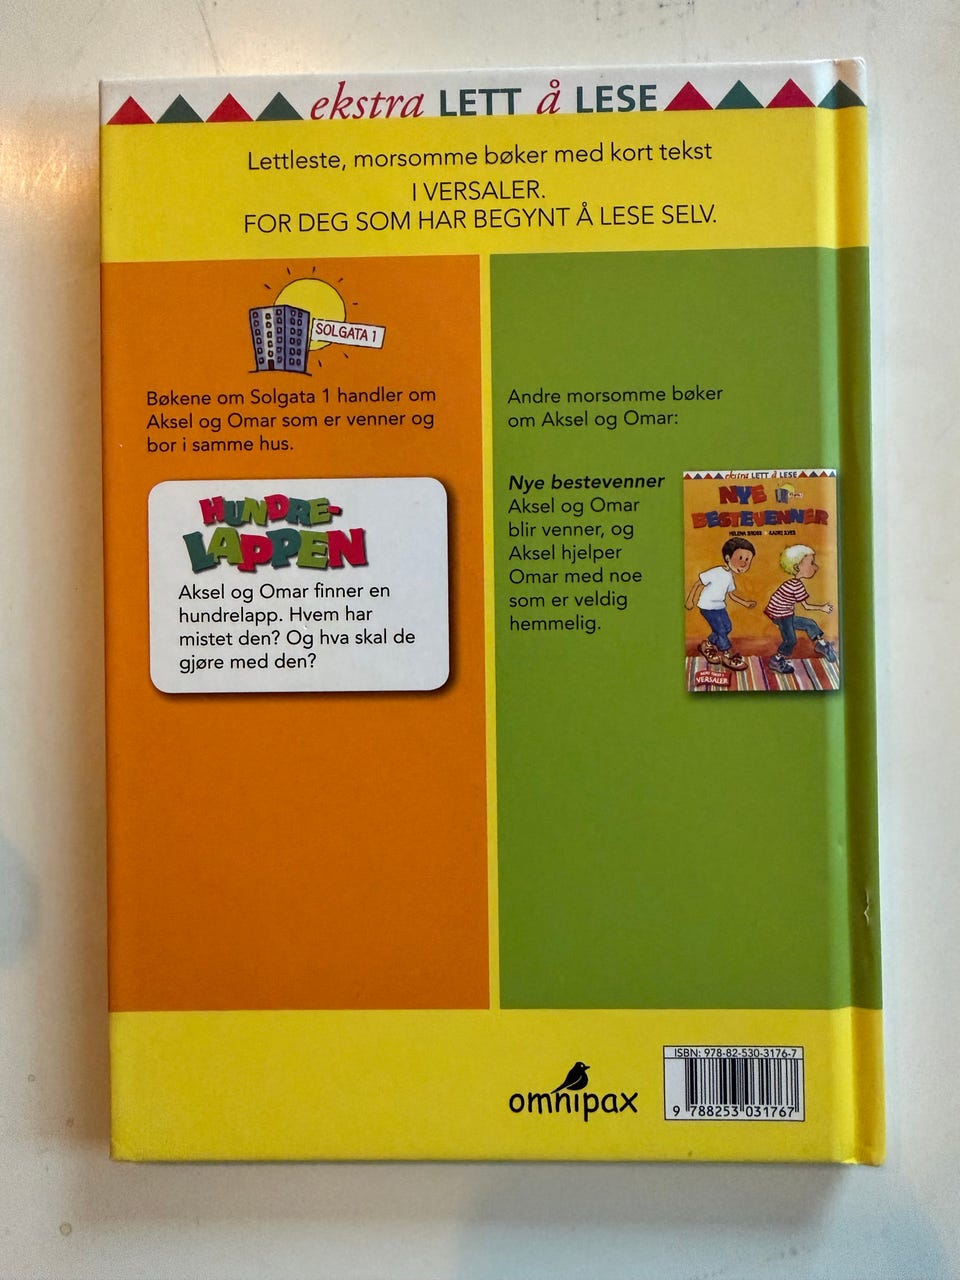 ekstra LETT å LESE
Lettleste, morsomme bøker med kort tekst
I VERSALER.
FOR DEG SOM HAR BEGYNT Å LESE SELV.
SOLGATA 1
Bøkene om Solgata 1 handler om
Aksel og Omar som er venner og
bor i samme hus.
HUNDRE-
LAPPEN
Aksel og Omar finner en
hundrelapp. Hvem har
mistet den? Og hva skal de
gjøre med den?
Andre morsomme bøker
om Aksel og Omar:
Nye bestevenner
Aksel og Omar
blir venner, og
Aksel hjelper
Omar med noe
som er veldig
hemmelig.
ekstra LETT å LESE
NYE
BESTEVENNER
HELENA BROSS
VERSALER
omnipax
ISBN: 978-82-530-3176-7
9 788253 031767